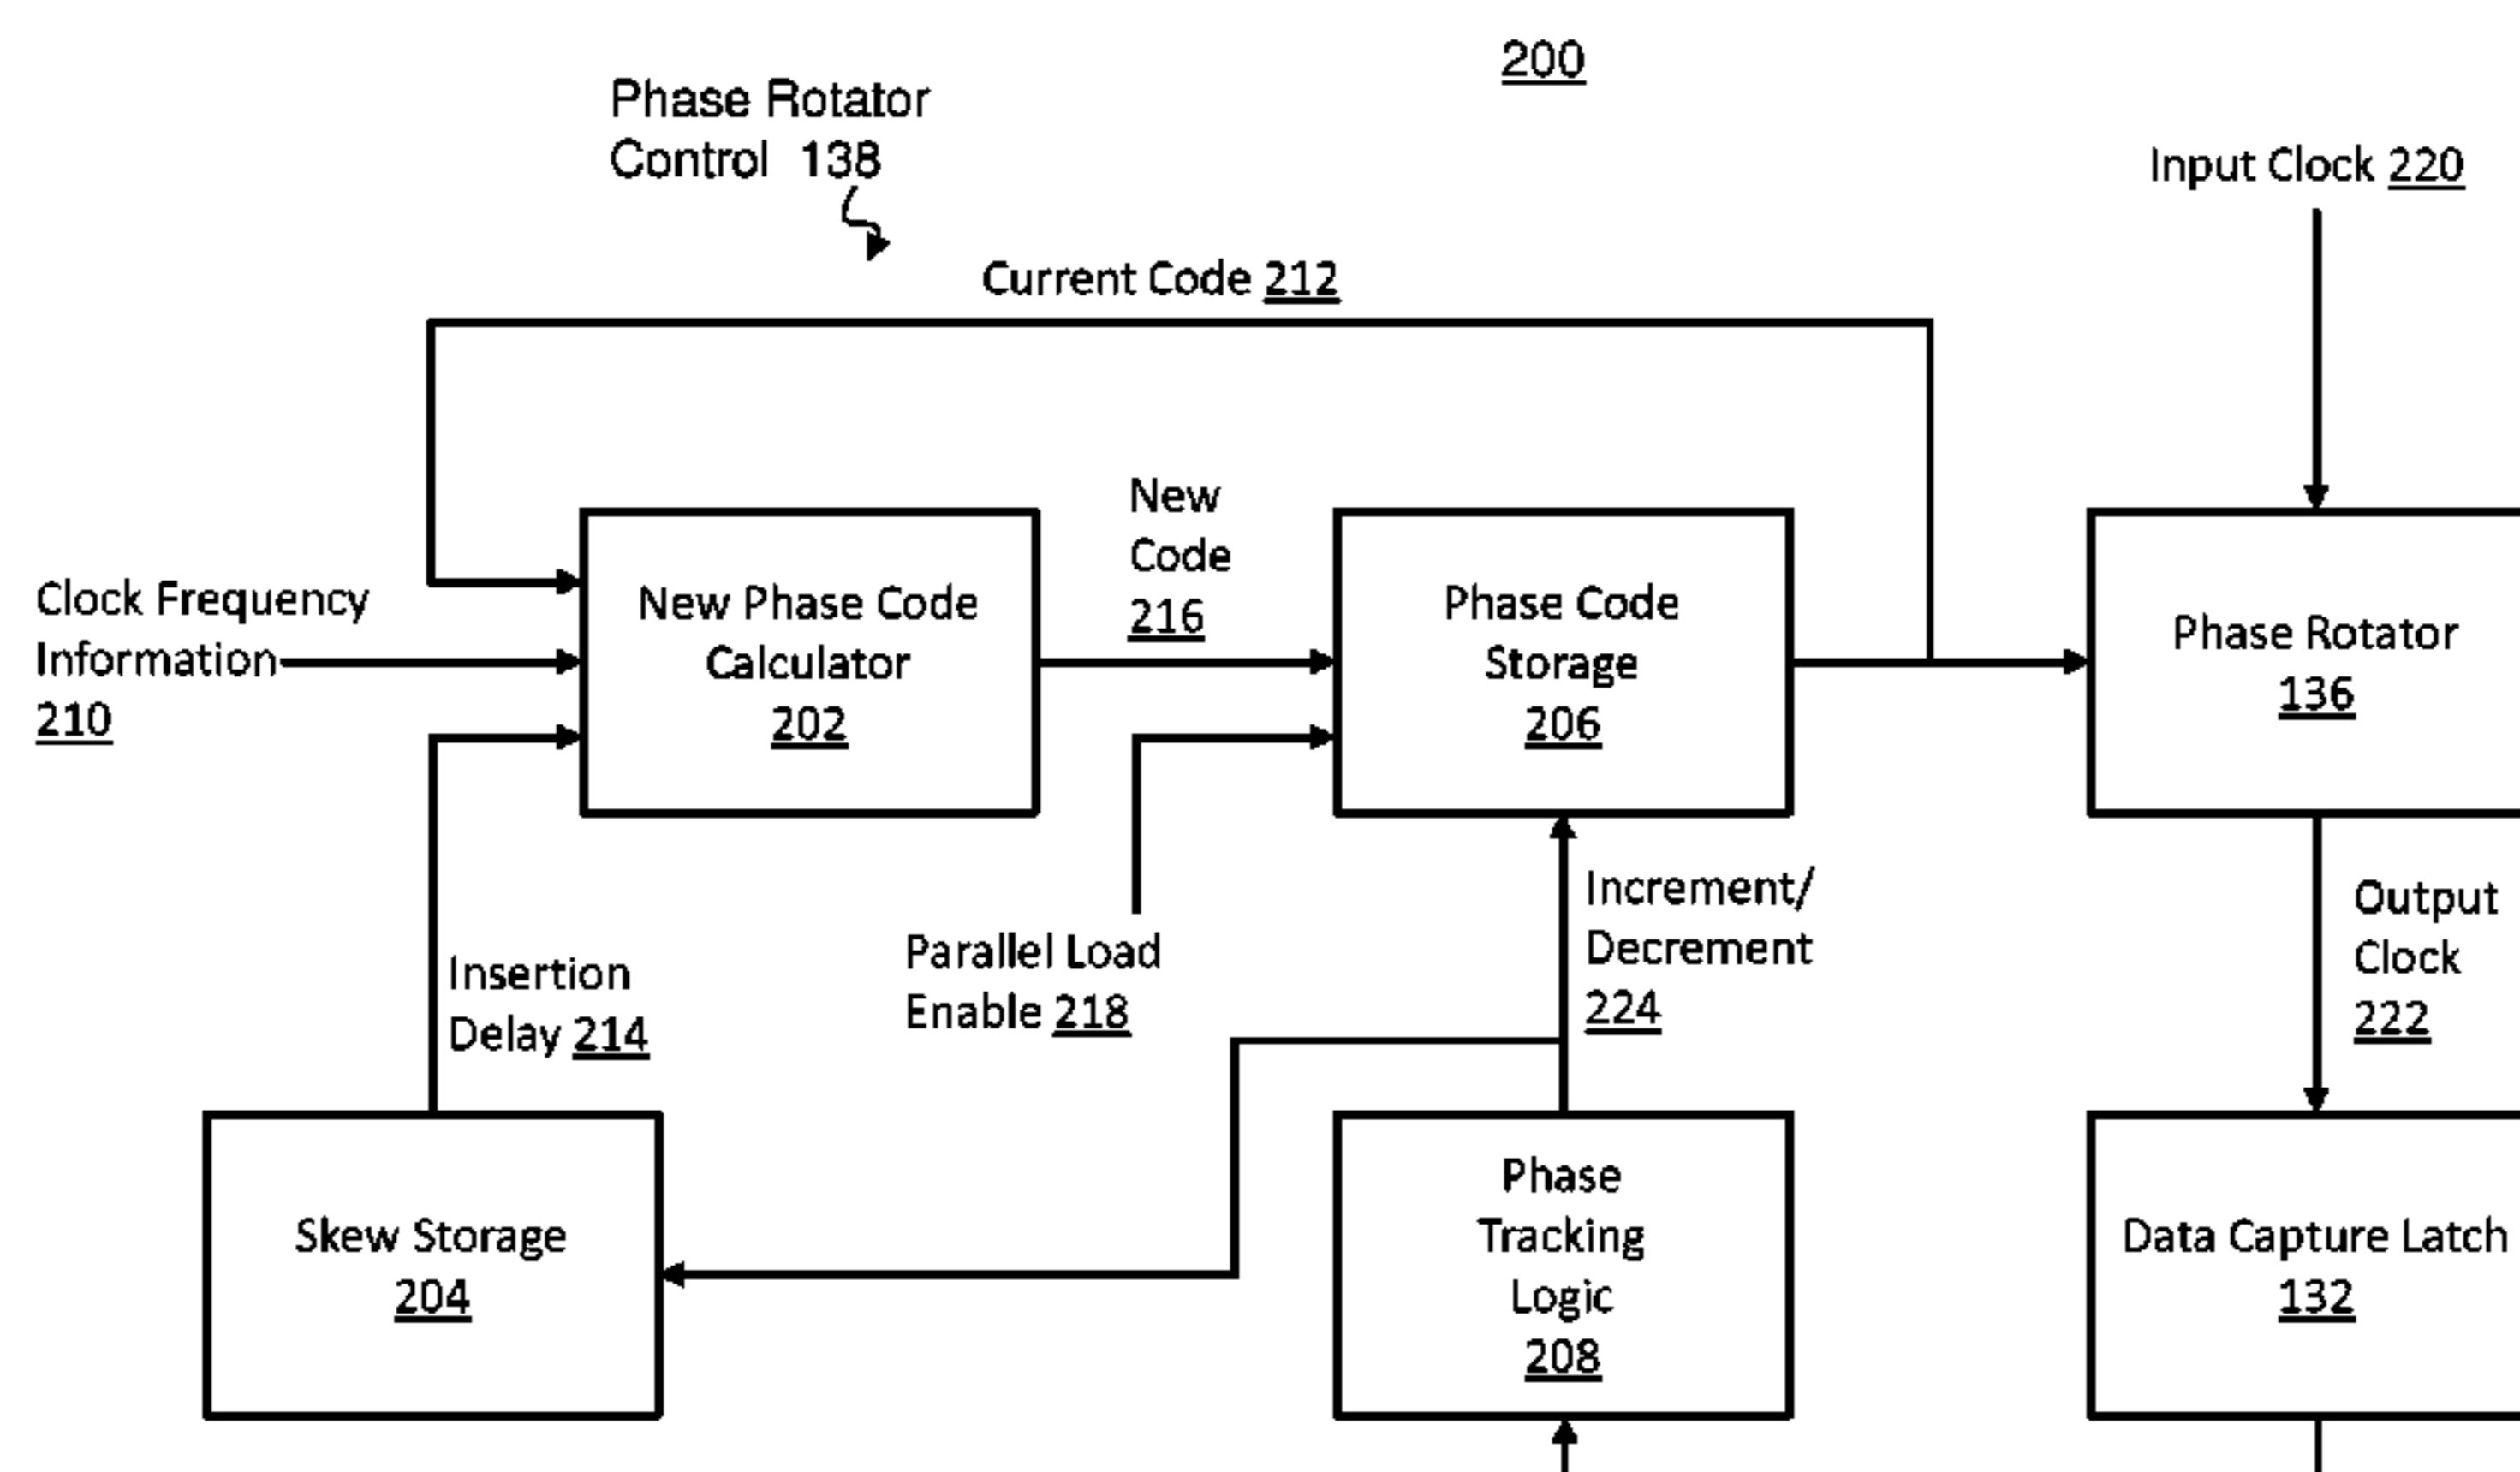 200
Phase Rotator
Control 138
Input Clock 220
Current Code 212
New
Code
216
Clock Frequency
Information
210
New Phase Code
Calculator
202
Phase Code
Storage
206
Phase Rotator
136
Insertion
Delay 214
Parallel Load
Enable 218
Increment/
Decrement
224
Output
Clock
222
Skew Storage
204
Phase
Tracking
Logic
208
Data Capture Latch
132